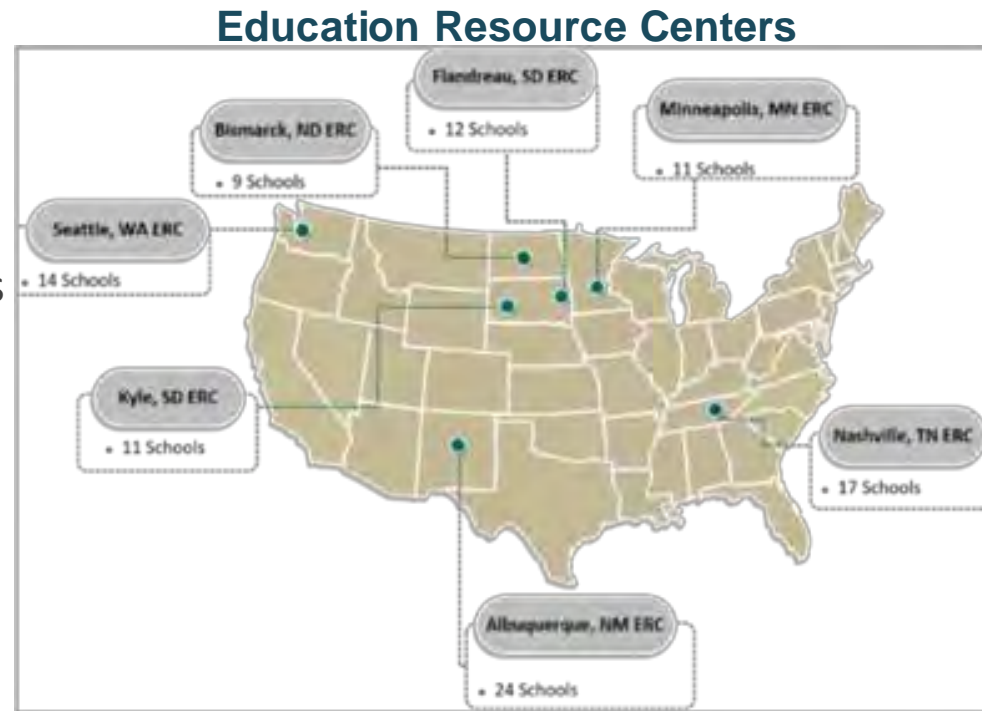 Education Resource Centers
Flandreau, SD ERC
• 12 Schools
Minneapolis, MN ERC
• 11 Schools
Bismarck, ND ERC
• 9 Schools
Seattle, WA ERC
• 14 Schools
s
Kyle, SD ERC
• 11 Schools
Nashville, TN ERC
• 17 Schools
Albuquerque, NM ERC
• 24 Schools